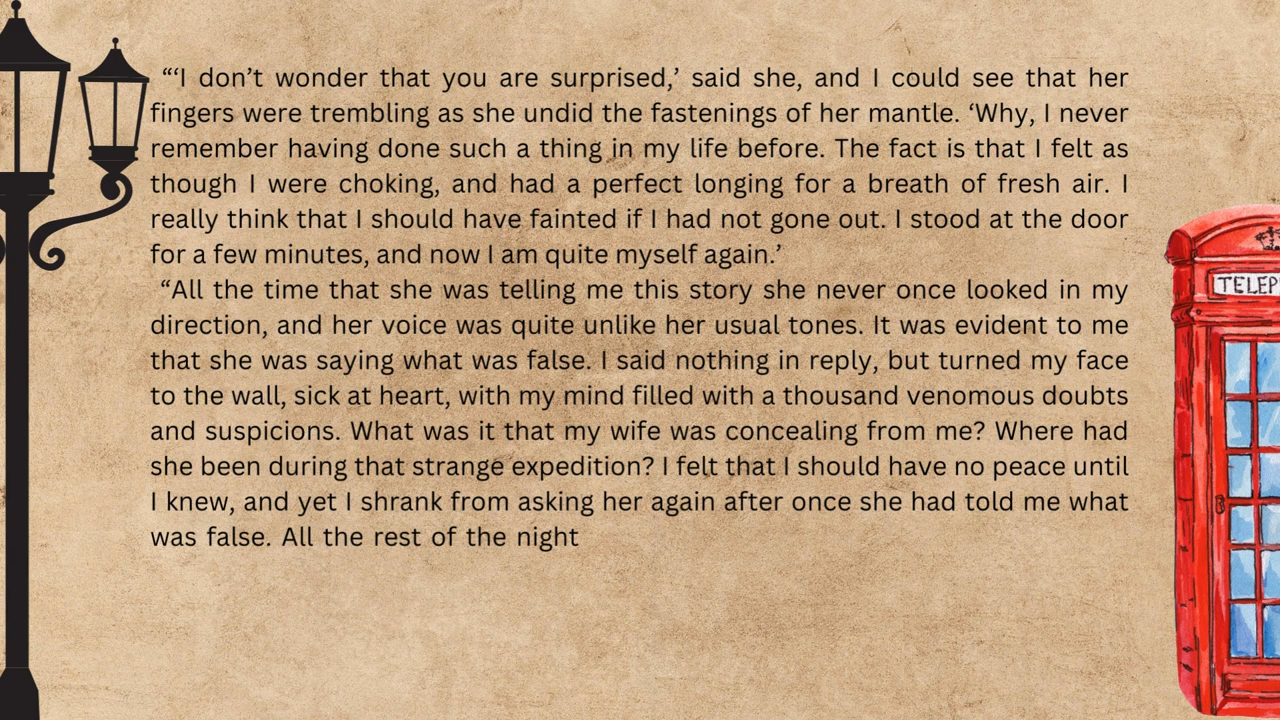 “‘I don’t wonder that you are surprised,’ said she, and I could see that her
fingers were trembling as she undid the fastenings of her mantle. ‘Why, I never
remember having done such a thing in my life before. The fact is that I felt as
though I were choking, and had a perfect longing for a breath of fresh air. I
really think that I should have fainted if I had not gone out. I stood at the door
for a few minutes, and now I am quite myself again.’
“All the time that she was telling me this story she never once looked in my
direction, and her voice was quite unlike her usual tones. It was evident to me
that she was saying what was false. I said nothing in reply, but turned my face
to the wall, sick at heart, with my mind filled with a thousand venomous doubts
and suspicions. What was it that my wife was concealing from me? Where had
she been during that strange expedition? I felt that I should have no peace until
I knew, and yet I shrank from asking her again after once she had told me what
was false. All the rest of the night
TELEP